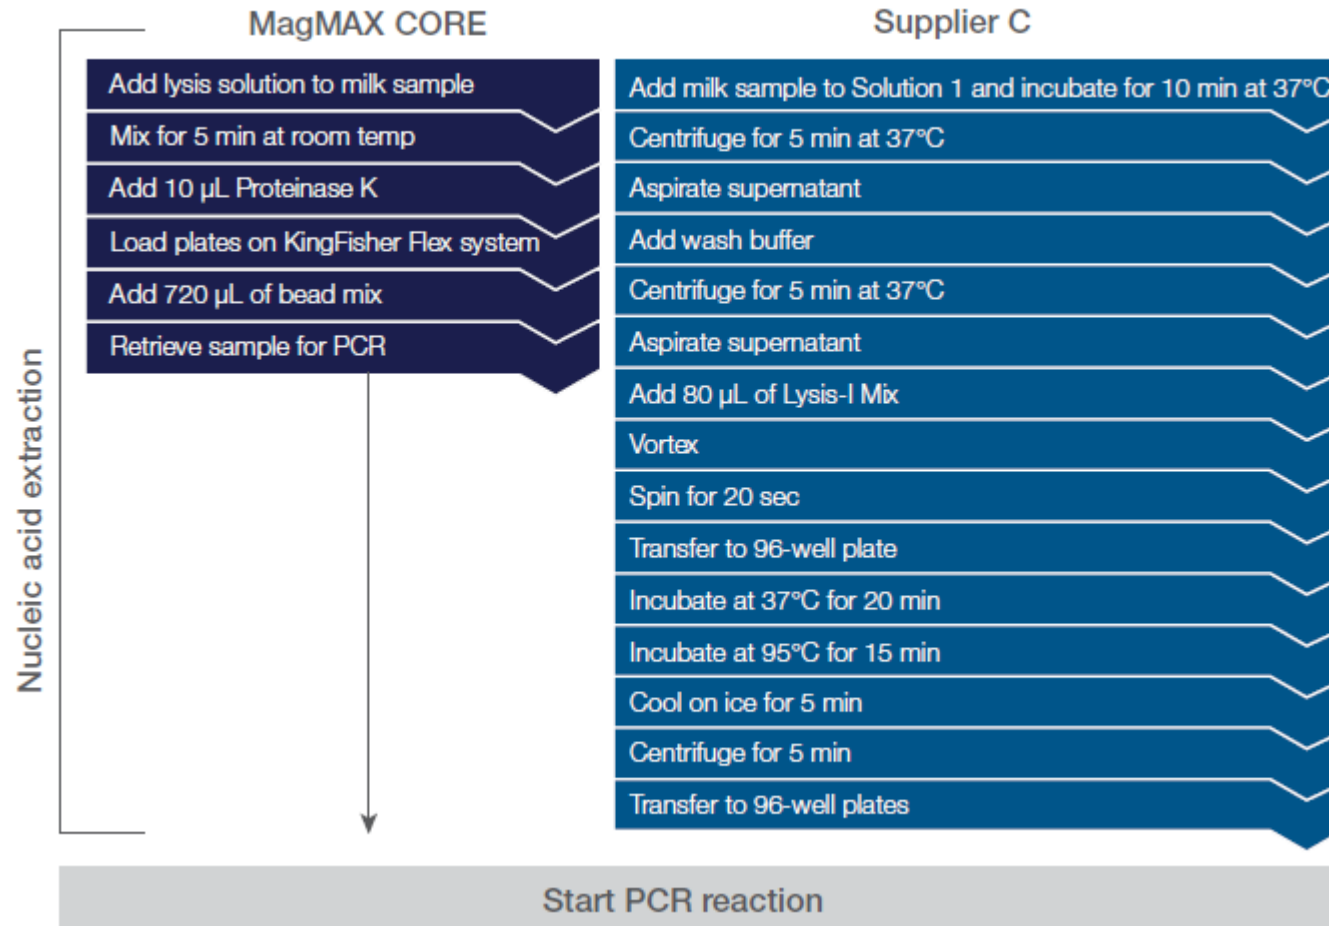 MagMAX CORE
Supplier C
Nucleic acid extraction
Add lysis solution to milk sample
Mix for 5 min at room temp
Add 10 µL Proteinase K
Load plates on KingFisher Flex system
Add 720 µL of bead mix
Retrieve sample for PCR
Add milk sample to Solution 1 and incubate for 10 min at 37°C
Centrifuge for 5 min at 37°C
Aspirate supernatant
Add wash buffer
Centrifuge for 5 min at 37°C
Aspirate supernatant
Add 80 µL of Lysis-I Mix
Vortex
Spin for 20 sec
Transfer to 96-well plate
Incubate at 37°C for 20 min
Incubate at 95°C for 15 min
Cool on ice for 5 min
Centrifuge for 5 min
Transfer to 96-well plates
Start PCR reaction